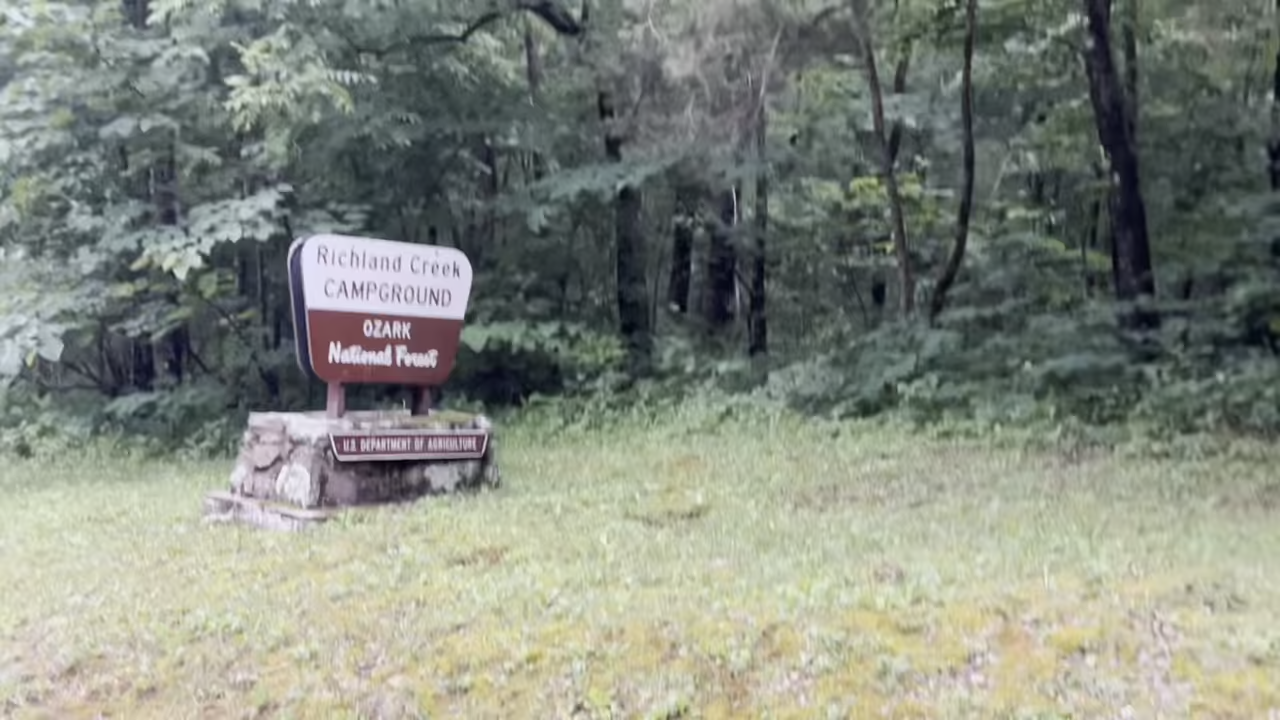 Richland Creek
CAMPGROUND
OZARK
National Forest
U.S. DEPARTMENT OF AGRICULTURE